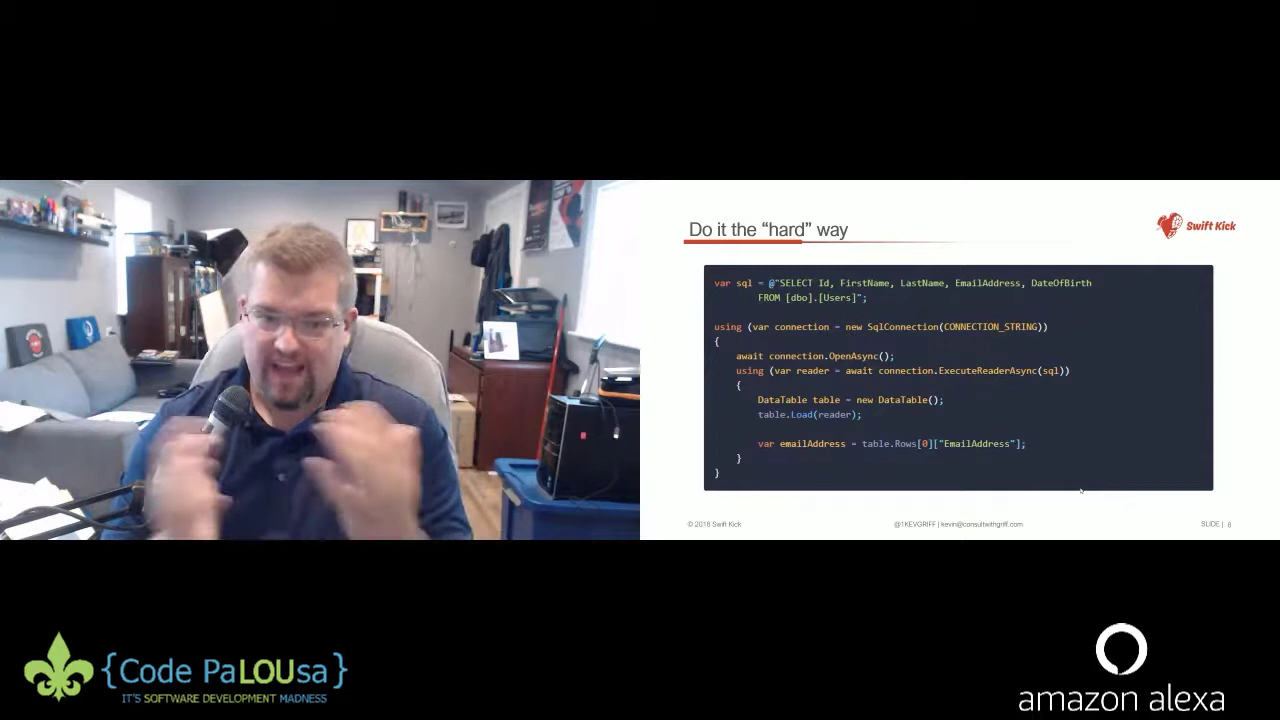 Do it the “hard” way
Swift Kick
var sql = @"SELECT Id, FirstName, LastName, EmailAddress, DateOfBirth
FROM [dbo].[Users]";
using (var connection = new SqlConnection(CONNECTION_STRING))
{
await connection.OpenAsync();
using (var reader = await connection.ExecuteReaderAsync(sql))
{
DataTable table = new DataTable();
table.Load(reader);
var emailAddress = table.Rows[0]["EmailAddress"];
}
}
© 2018 Swift Kick
@1KEVGRIFF | kevin@consultwithgriff.com
SLIDE | 8
{Code PaLOUsa}
IT'S SOFTWARE DEVELOPMENT MADNESS
amazon alexa